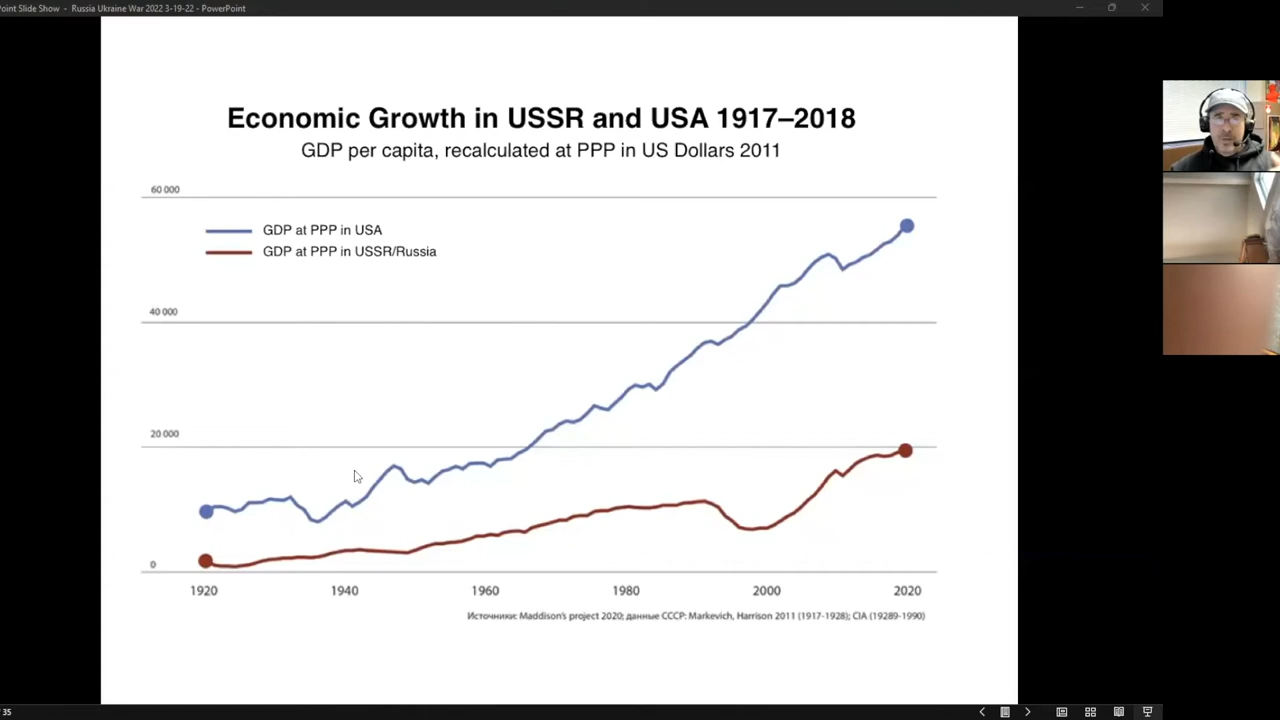 oint Slide Show - Russia Ukraine War 2022 3-19-22 - PowerPoint
Economic Growth in USSR and USA 1917–2018
GDP per capita, recalculated at PPP in US Dollars 2011
60 000
GDP at PPP in USA
GDP at PPP in USSR/Russia
40 000
20 000
0
1920 1940 1960 1980 2000 2020
Источники: Maddison's project 2020; данные СССР: Markevich, Harrison 2011 (1917-1928); CIA (19289-1990)
35